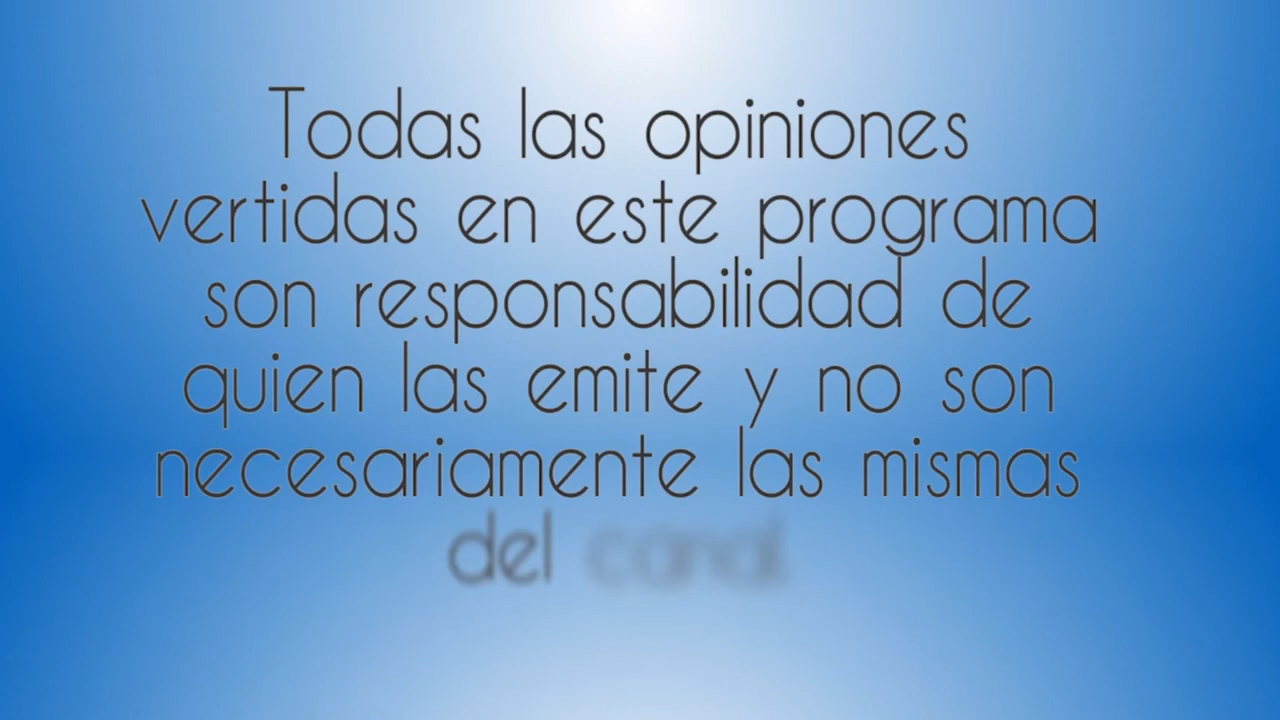 Todas las opiniones
vertidas en este programa
son responsabilidad de
quien las emite y no son
necesariamente las mismas
del canal